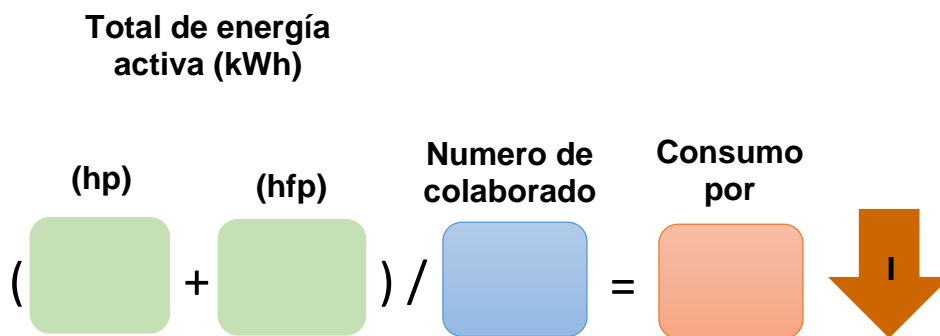 Total de energía
activa (kWh)
(hp)
(hfp)
Numero de
colaborado
Consumo
por
( + ) / =
I